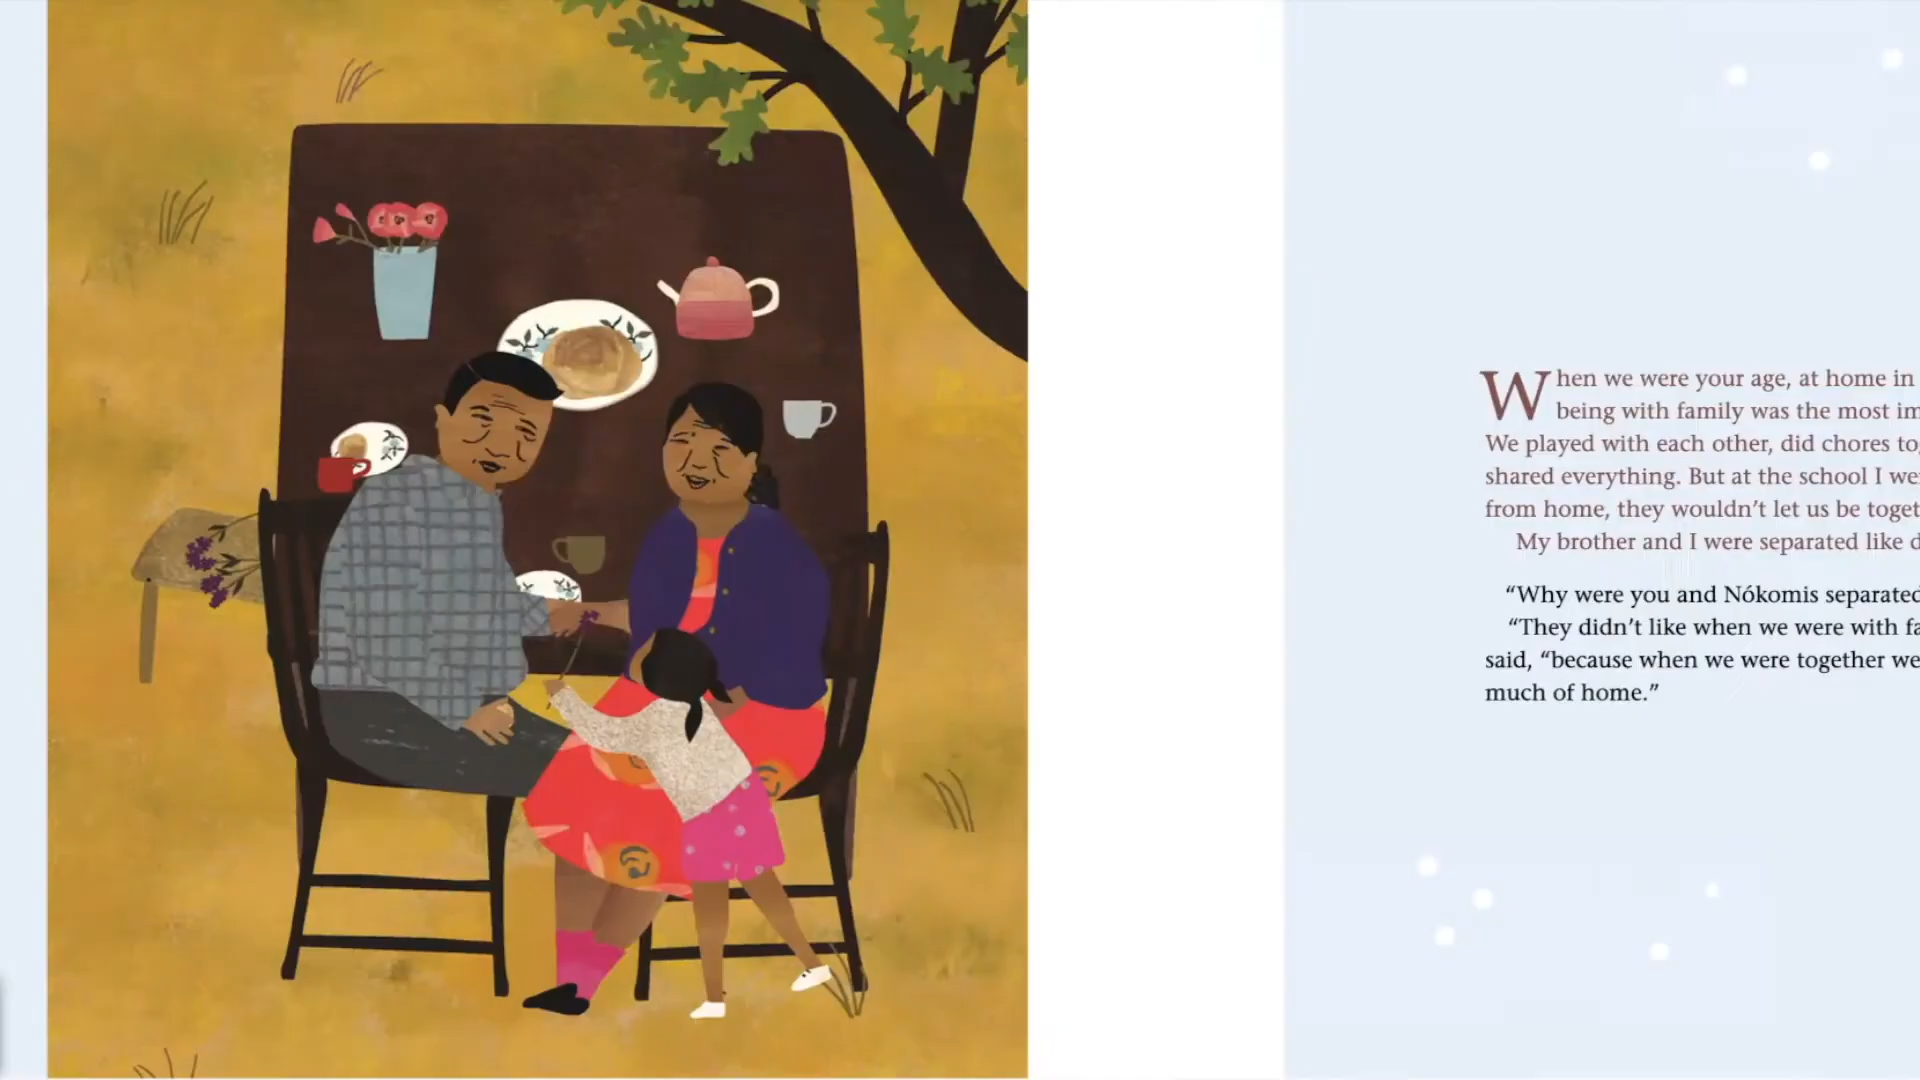 When we were your age, at home in
being with family was the most
We played with each other, did chores
shared everything. But at the school I
from home, they wouldn’t let us be
My brother and I were separated like
“Why were you and Nókomis separated
“They didn’t like when we were with
said, “because when we were together
much of home.”